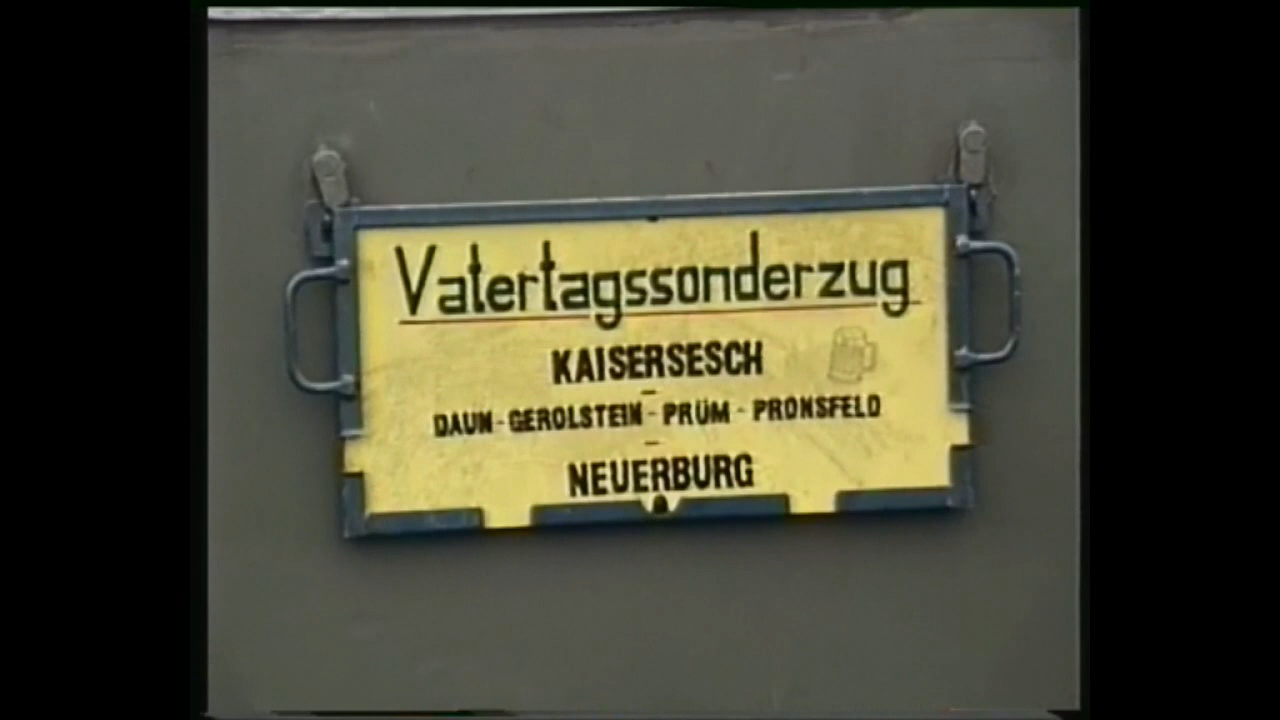 Vatertagssonderzug
KAISERSESCH
-
DAUN - GEROLSTEIN - PRÜM - PRONSFELD
-
NEUERBURG